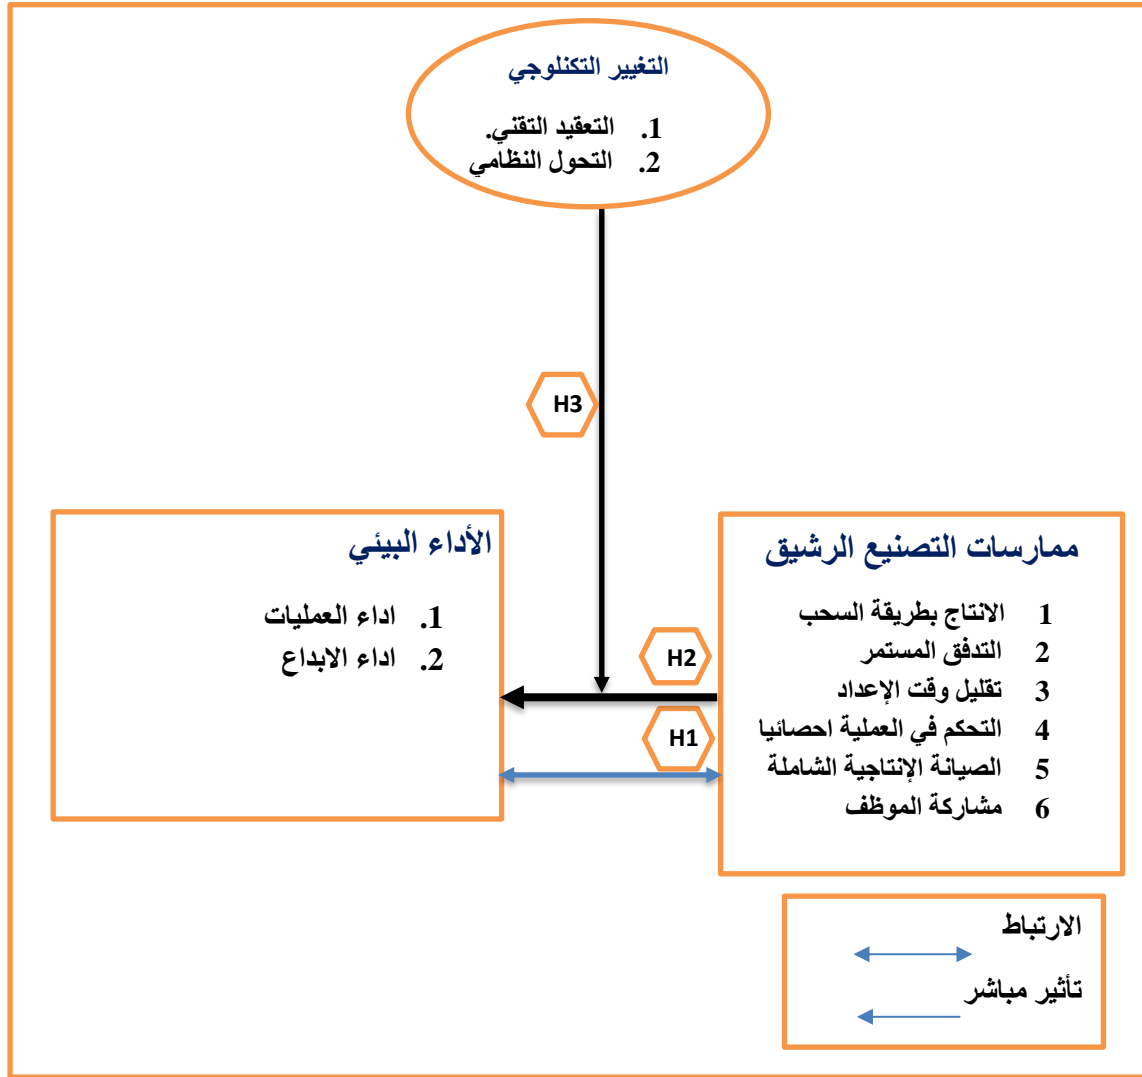 التغيير التكنلوجي
1. التعقيد التقني.
2. التحول النظامي
H3
ممارسات التصنيع الرشيق
1 الانتاج بطريقة السحب
2 التدفق المستمر
3 تقليل وقت الإعداد
4 التحكم في العملية احصائيا
5 الصيانة الإنتاجية الشاملة
6 مشاركة الموظف
H2
H1
الأداء البيئي
1. اداء العمليات
2. اداء الابداع
الارتباط
تأثير مباشر